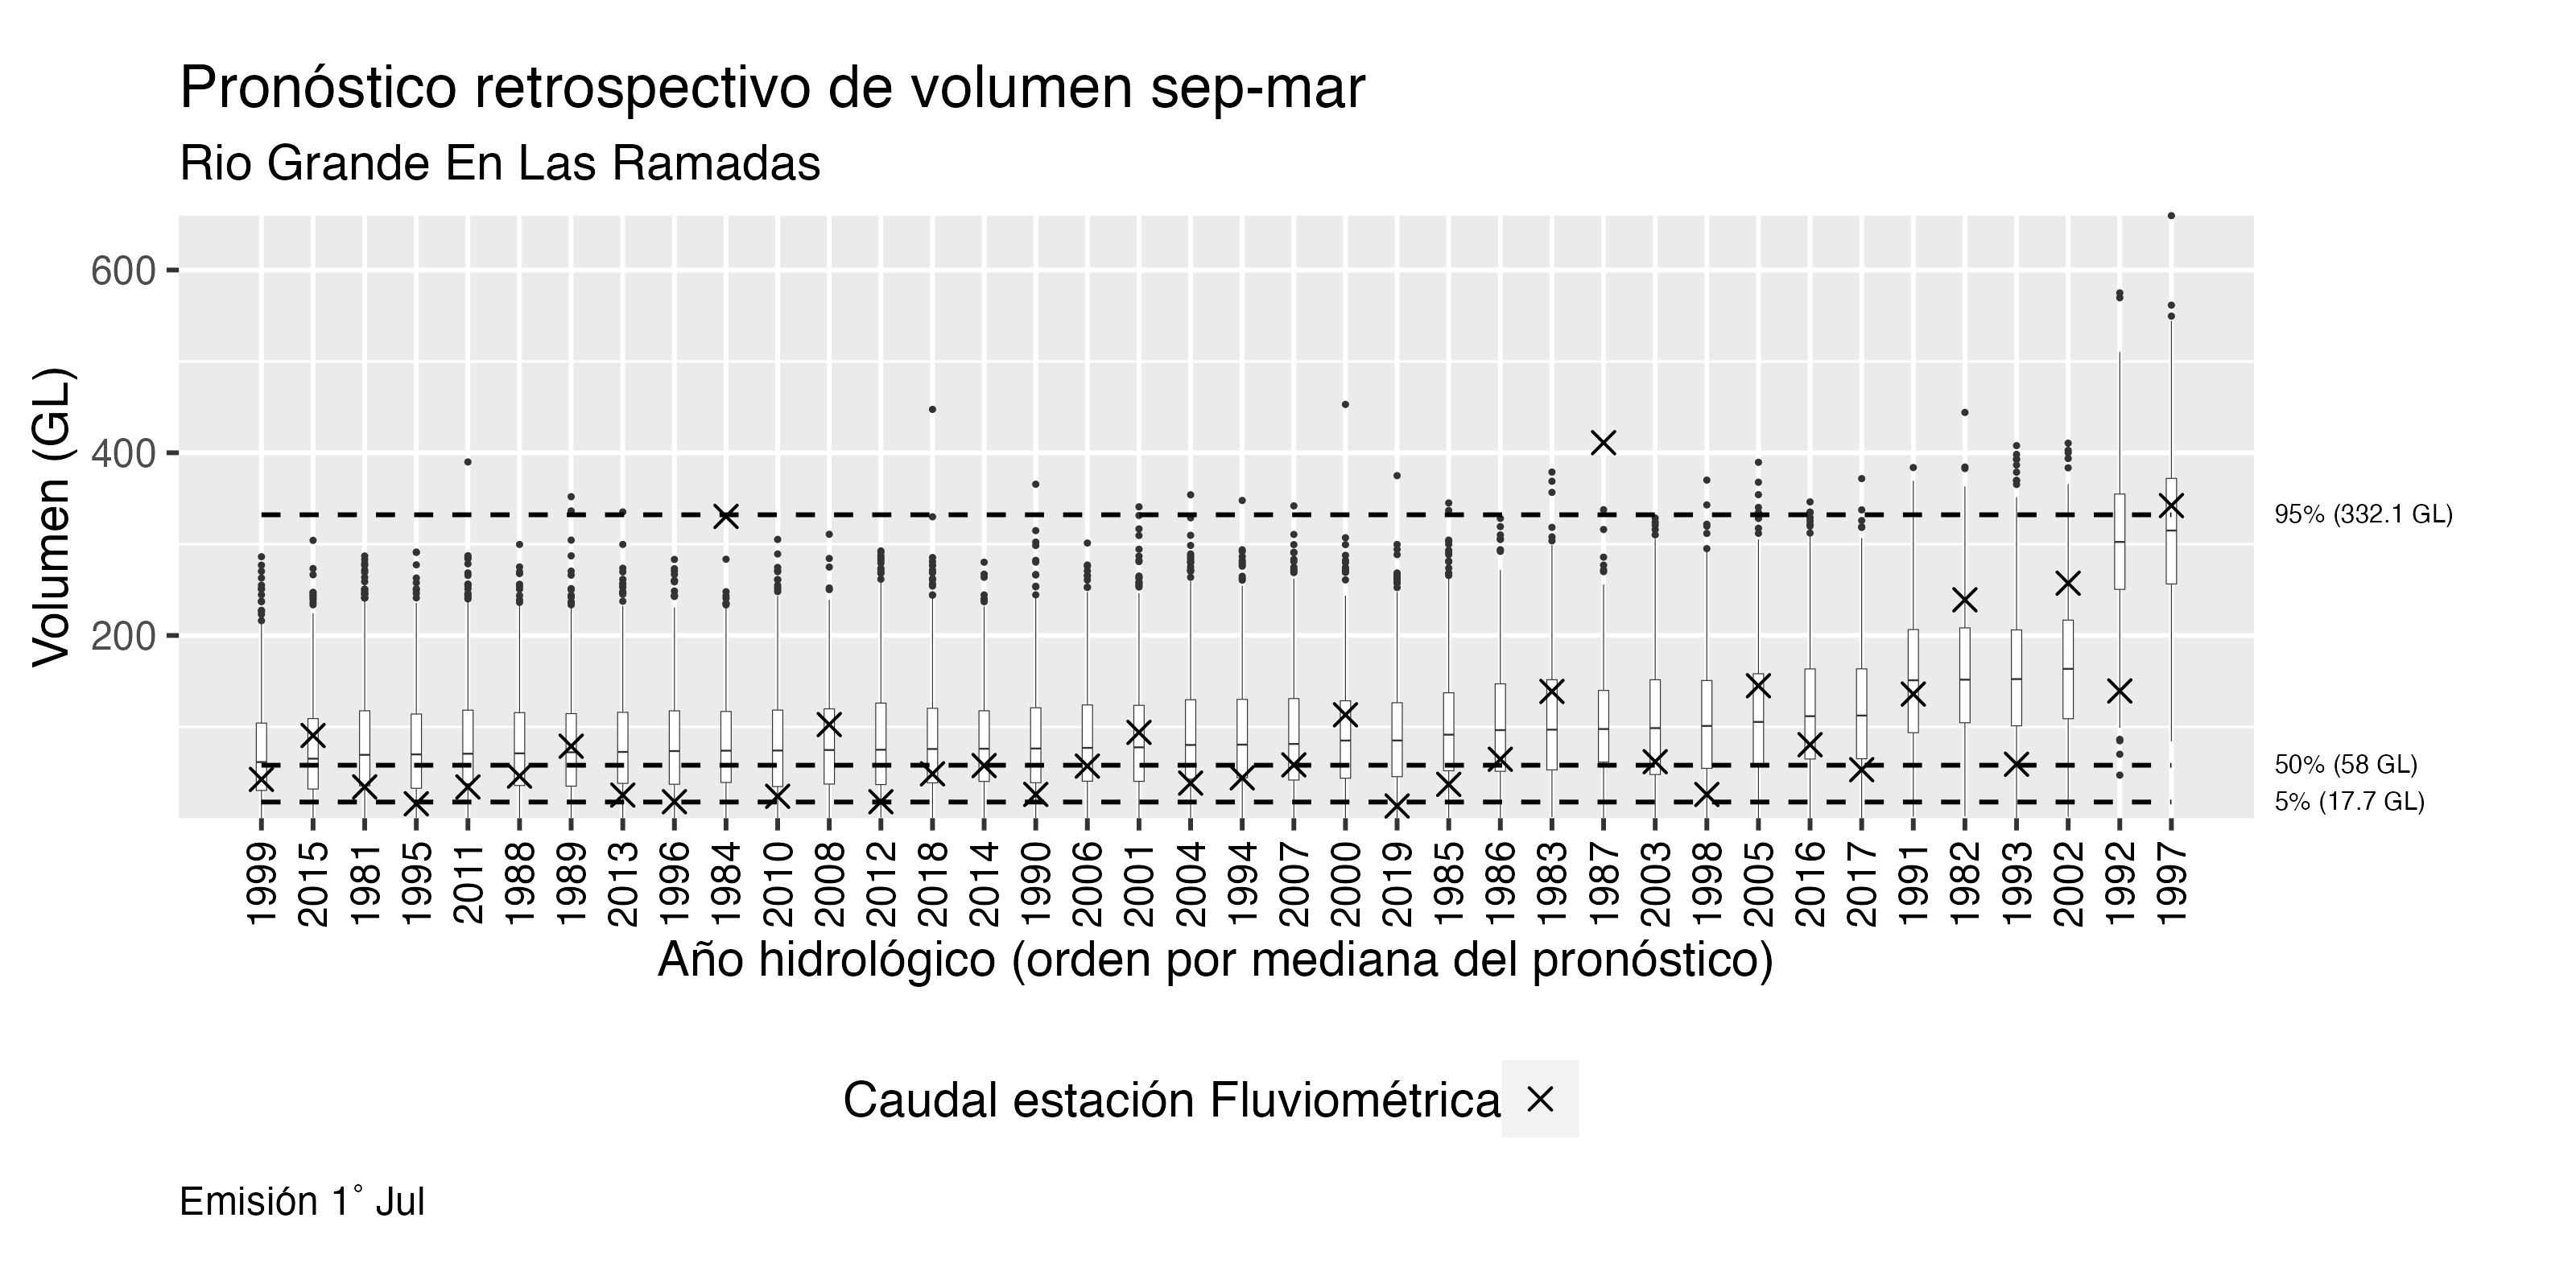 Pronóstico retrospectivo de volumen sep-mar
Rio Grande En Las Ramadas
Volumen (GL)
600
400
200
95% (332.1 GL)
50% (58 GL)
5% (17.7 GL)
1999 2015 1981 1995 2011 1988 1989 2013 1996 1984 2010 2008 2012 2018 2014 1990 2006 2001 2004 1994 2007 2000 2019 1985 1986 1983 1987 2003 1998 2005 2016 2017 1991 1982 1993 2002 1992 1997
Año hidrológico (orden por mediana del pronóstico)
Caudal estación Fluviométrica
Emisión 1° Jul